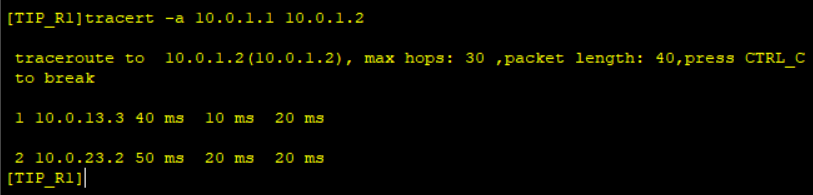 [TIP_R1]tracert -a 10.0.1.1 10.0.1.2
traceroute to  10.0.1.2(10.0.1.2), max hops: 30 ,packet length: 40,press CTRL_C
to break
1 10.0.13.3 40 ms  10 ms  20 ms
2 10.0.23.2 50 ms  20 ms  20 ms
[TIP_R1]